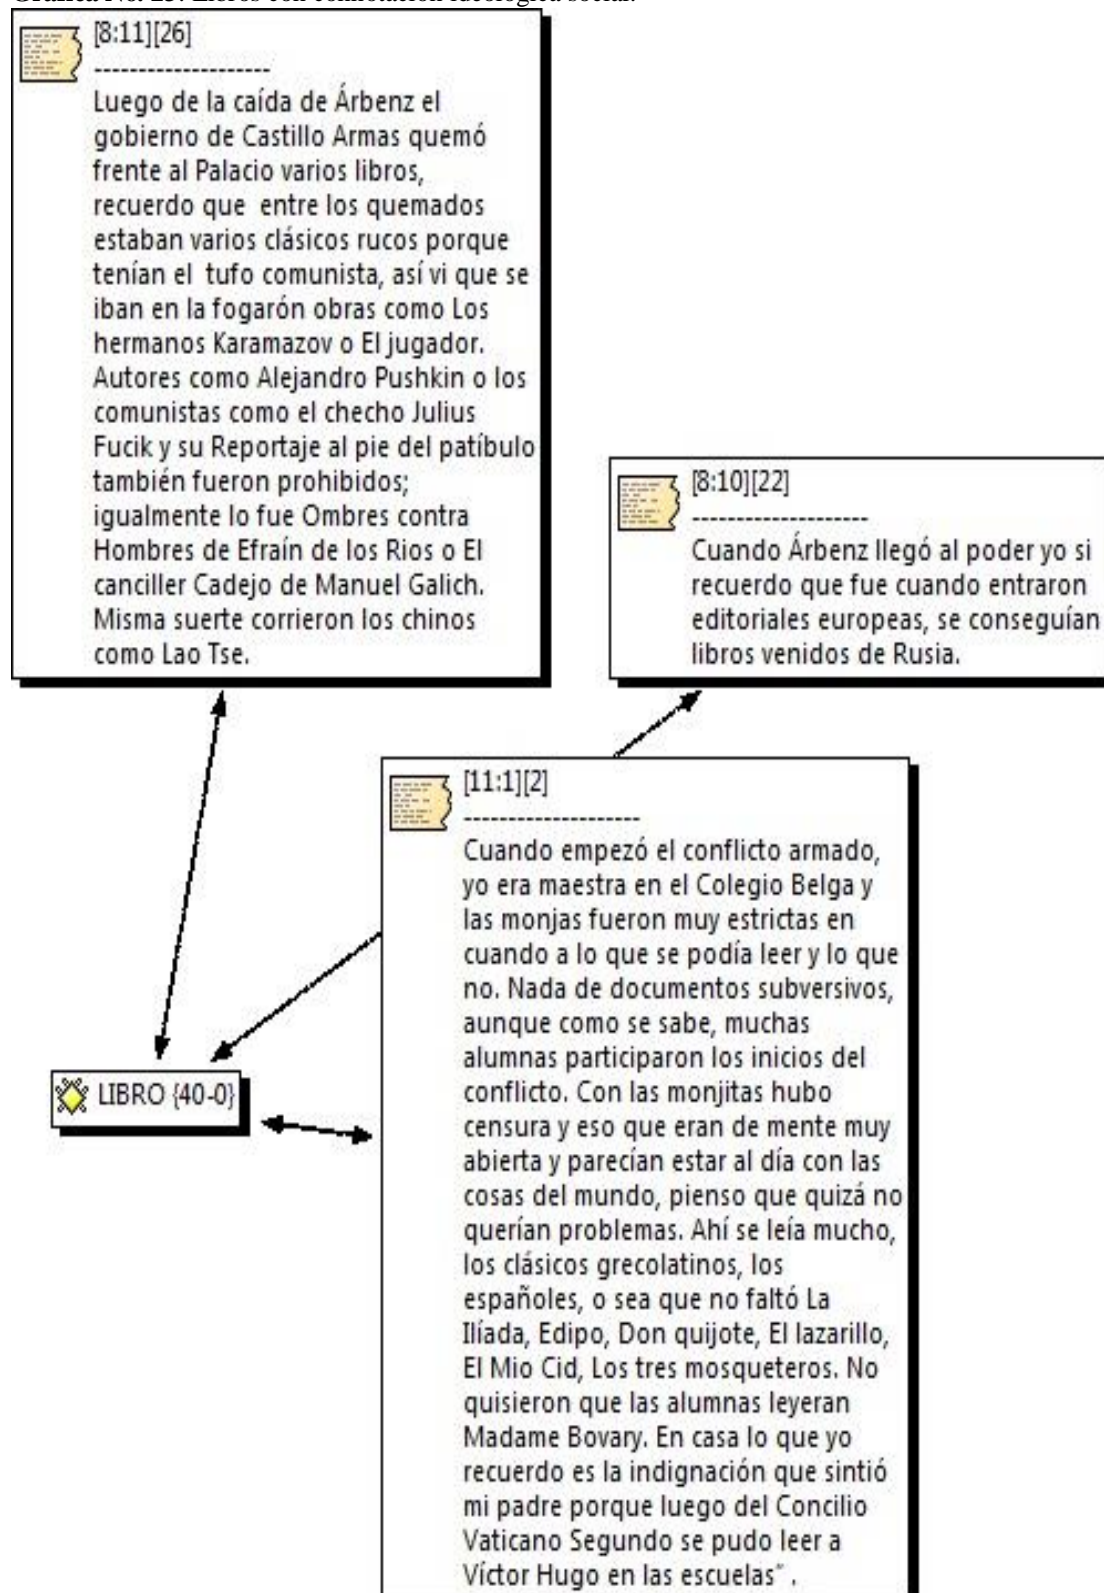 [8:11][26]
--------------------
Luego de la caída de Árbenz el
gobierno de Castillo Armas quemó
frente al Palacio varios libros,
recuerdo que entre los quemados
estaban varios clásicos rucos porque
tenían el tufo comunista, así vi que se
iban en la fogarón obras como Los
hermanos Karamazov o El jugador.
Autores como Alejandro Pushkin o los
comunistas como el checho Julius
Fucik y su Reportaje al pie del patíbulo
también fueron prohibidos;
igualmente lo fue Ombres contra
Hombres de Efraín de los Rios o El
canciller Cadejo de Manuel Galich.
Misma suerte corrieron los chinos
como Lao Tse.
[8:10][22]
--------------------
Cuando Árbenz llegó al poder yo si
recuerdo que fue cuando entraron
editoriales europeas, se conseguían
libros venidos de Rusia.
[11:1][2]
--------------------
Cuando empezó el conflicto armado,
yo era maestra en el Colegio Belga y
las monjas fueron muy estrictas en
cuando a lo que se podía leer y lo que
no. Nada de documentos subversivos,
aunque como se sabe, muchas
alumnas participaron los inicios del
conflicto. Con las monjitas hubo
censura y eso que eran de mente muy
abierta y parecían estar al día con las
cosas del mundo, pienso que quizá no
querían problemas. Ahí se leía mucho,
los clásicos grecolatinos, los
españoles, o sea que no faltó La
Ilíada, Edipo, Don quijote, El lazarillo,
El Mio Cid, Los tres mosqueteros. No
quisieron que las alumnas leyeran
Madame Bovary. En casa lo que yo
recuerdo es la indignación que sintió
mi padre porque luego del Concilio
Vaticano Segundo se pudo leer a
Víctor Hugo en las escuelas" .
LIBRO {40-0}